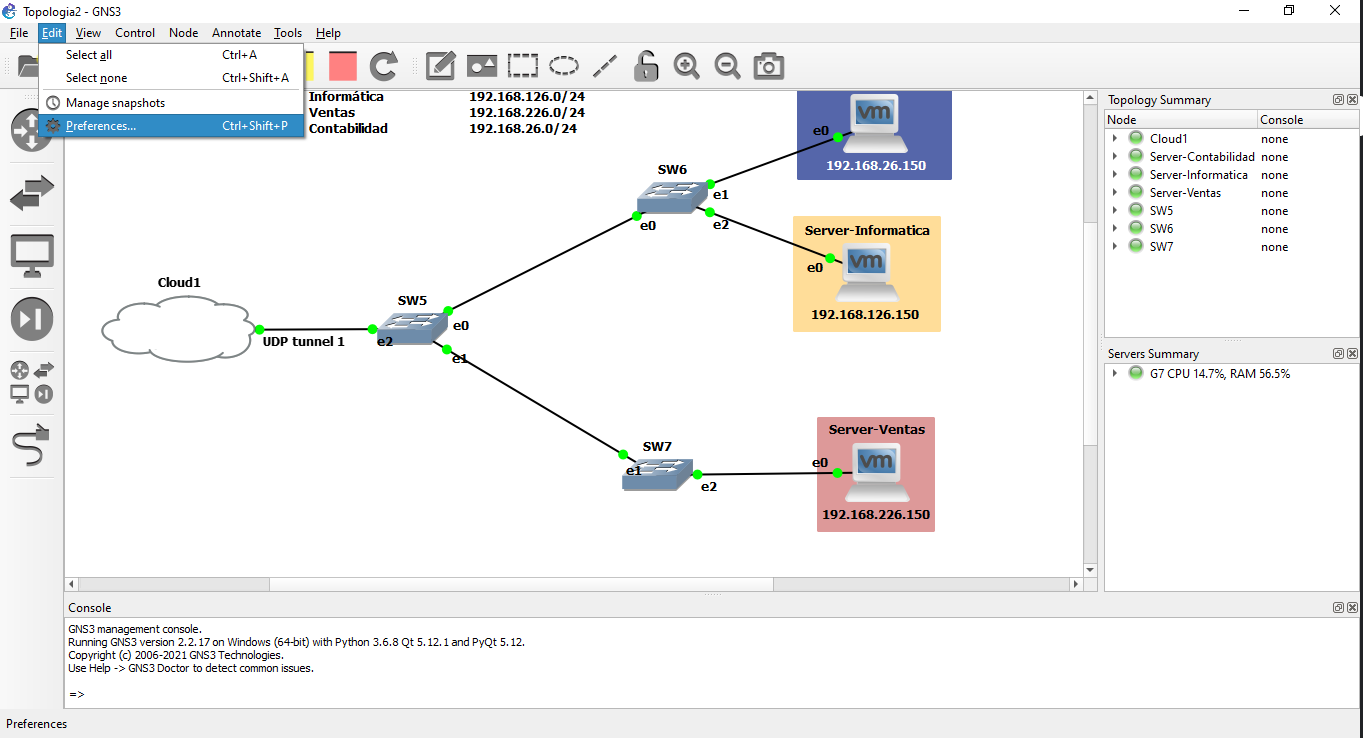 Topologia2 - GNS3
File Edit View Control Node Annotate Tools Help
Select all Ctrl+A
Select none Ctrl+Shift+A
Manage snapshots
Preferences... Ctrl+Shift+P
Informática 192.168.126.0/24
Ventas 192.168.226.0/24
Contabilidad 192.168.26.0/24
vm
e0
192.168.26.150
SW6
e1
e0
e2
Server-Informatica
vm
e0
192.168.126.150
Cloud1
UDP tunnel 1
SW5
e0
e2
e1
SW7
e1
e2
Server-Ventas
vm
e0
192.168.226.150
Topology Summary
Node Console
Cloud1 none
Server-Contabilidad none
Server-Informatica none
Server-Ventas none
SW5 none
SW6 none
SW7 none
Servers Summary
G7 CPU 14.7%, RAM 56.5%
Console
GNS3 management console.
Running GNS3 version 2.2.17 on Windows (64-bit) with Python 3.6.8 Qt 5.12.1 and PyQt 5.12.
Copyright (c) 2006-2021 GNS3 Technologies.
Use Help -> GNS3 Doctor to detect common issues.
=>
Preferences